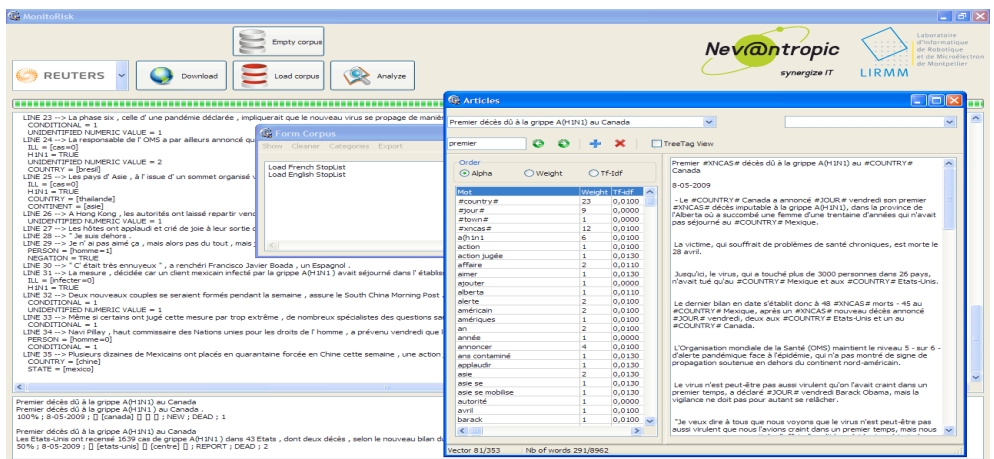 MonitoRisk
Empty corpus
REUTERS
Download
Load corpus
Analyze
Nev@ntropic
synergize IT
LIRMM
Laboratoire
d'Informatique
de Robotique
et de Microélectron
de Montpellier
LINE 23 --> La phase six , celle d' une pandémie déclarée , impliquerait que le nouveau virus se propage de maniè
CONDITIONAL = 1
UNIDENTIFIED NUMERIC VALUE = 1
LINE 24 --> La responsable de l' OMS a par ailleurs annoncé qu
ILL = [cas=0]
H1N1 = TRUE
UNIDENTIFIED NUMERIC VALUE = 2
COUNTRY = [bresil]
LINE 25 --> Les pays d' Asie , à l' issue d' un sommet organisé
ILL = [cas=0]
H1N1 = TRUE
COUNTRY = [thailande]
CONTINENT = [asie]
LINE 26 --> A Hong Kong , les autorités ont laissé repartir vend
UNIDENTIFIED NUMERIC VALUE = 1
LINE 27 --> Les hôtes ont applaudi et crié de joie à leur sortie
LINE 28 --> " Je suis dehors .
LINE 29 --> Je n' ai pas aimé ça , mais alors pas du tout , mais
PERSON = [homme=1]
NEGATION = TRUE
LINE 30 --> " C' était très ennuyeux " , a renchéri Francisco Javier Boada , un Espagnol .
LINE 31 --> La mesure , décidée car un client mexicain infecté par la grippe A(H1N1 ) avait séjourné dans l' établis
ILL = [infecter=0]
H1N1 = TRUE
LINE 32 --> Deux nouveaux couples se seraient formés pendant la semaine , assure le South China Morning Post .
CONDITIONAL = 1
UNIDENTIFIED NUMERIC VALUE = 1
LINE 33 --> Même si certains ont jugé cette mesure par trop extrême , de nombreux spécialistes des questions sa
CONDITIONAL = 1
LINE 34 --> Navi Pillay , haut commissaire des Nations unies pour les droits de l' homme , a prévenu vendredi que l
PERSON = [homme=0]
CONDITIONAL = 1
LINE 35 --> Plusieurs dizaines de Mexicains ont placés en quarantaine forcée en Chine cette semaine , une action
COUNTRY = [chine]
STATE = [mexico]
Premier décès dû à la grippe A(H1N1) au Canada
Premier décès dû à la grippe A(H1N1 ) au Canada .
100% ; 8-05-2009 ; [] [canada] [] [] [] ; NEW ; DEAD ; 1
Premier décès dû à la grippe A(H1N1) au Canada
Les Etats-Unis ont recensé 1639 cas de grippe A(H1N1 ) dans 43 Etats , dont deux décès , selon le nouveau bilan du
50% ; 8-05-2009 ; [] [etats-unis] [] [centre] [] ; REPORT ; DEAD ; 2
Form Corpus
Show Cleaner Categories Export
Load French StopList
Load English StopList
Articles
Premier décès dû à la grippe A(H1N1) au Canada
premier
TreeTag View
Order
Alpha Weight Tf-Idf
Mot Weight Tf-idf
#country# 23 0,0100
#jour# 9 0,0000
#town# 1 0,0000
#xncas# 12 0,0100
a(h1n1 6 0,0100
action 1 0,0100
action jugée 1 0,0130
affaire 2 0,0110
aimer 1 0,0130
ajouter 1 0,0000
alberta 1 0,0110
alerte 2 0,0100
américain 2 0,0100
amériques 1 0,0100
an 2 0,0100
année 1 0,0000
annoncer 4 0,0100
ans contaminé 1 0,0130
applaudir 1 0,0130
asie 2 0,0130
asie se 1 0,0130
asie se mobilise 1 0,0130
autorité 1 0,0000
avril 1 0,0100
barack 1 0,0100
Premier #XNCAS# décès dû à la grippe A(H1N1) au #COUNTRY#
Canada
8-05-2009
- Le #COUNTRY# Canada a annoncé #JOUR# vendredi son premier
#XNCAS# décès imputable à la grippe A(H1N1), dans la province de
l'Alberta où a succombé une femme d'une trentaine d'années qui n'avait
pas séjourné au #COUNTRY# Mexique.
La victime, qui souffrait de problèmes de santé chroniques, est morte le
28 avril.
Jusqu'ici, le virus, qui a touché plus de 3000 personnes dans 26 pays,
n'avait tué qu'au #COUNTRY# Mexique et aux #COUNTRY# Etats-Unis.
Le dernier bilan en date s'établit donc à 48 #XNCAS# morts - 45 au
#COUNTRY# Mexique, après un #XNCAS# nouveau décès annoncé
#JOUR# vendredi, deux aux #COUNTRY# Etats-Unis et un au
#COUNTRY# Canada.
L'Organisation mondiale de la Santé (OMS) maintient le niveau 5 - sur 6 -
d'alerte pandémique face à l'épidémie, qui n'a pas montré de signe de
propagation soutenue en dehors du continent nord-américain.
Le virus n'est peut-être pas aussi virulent qu'on l'avait craint dans un
premier temps, a déclaré #JOUR# vendredi Barack Obama, mais la
vigilance ne doit pas pour autant se relâcher.
"Je veux dire à tous que nous voyons que le virus n'est peut-être pas
aussi virulent que nous l'avions craint dans un premier temps, mais nous
Vector 81/353 Nb of words 291/8962